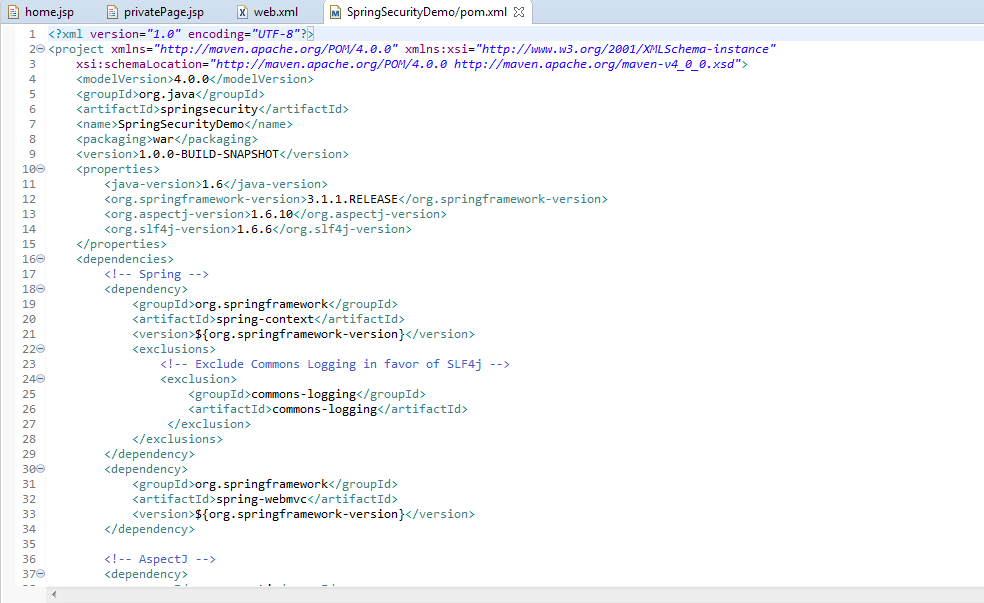 home.jsp privatePage.jsp web.xml SpringSecurityDemo/pom.xml
1 <?xml version="1.0" encoding="UTF-8"?>
2 <project xmlns="http://maven.apache.org/POM/4.0.0" xmlns:xsi="http://www.w3.org/2001/XMLSchema-instance"
3 xsi:schemaLocation="http://maven.apache.org/POM/4.0.0 http://maven.apache.org/maven-v4_0_0.xsd">
4 <modelVersion>4.0.0</modelVersion>
5 <groupId>org.java</groupId>
6 <artifactId>springsecurity</artifactId>
7 <name>SpringSecurityDemo</name>
8 <packaging>war</packaging>
9 <version>1.0.0-BUILD-SNAPSHOT</version>
10 <properties>
11 <java-version>1.6</java-version>
12 <org.springframework-version>3.1.1.RELEASE</org.springframework-version>
13 <org.aspectj-version>1.6.10</org.aspectj-version>
14 <org.slf4j-version>1.6.6</org.slf4j-version>
15 </properties>
16 <dependencies>
17 <!-- Spring -->
18 <dependency>
19 <groupId>org.springframework</groupId>
20 <artifactId>spring-context</artifactId>
21 <version>${org.springframework-version}</version>
22 <exclusions>
23 <!-- Exclude Commons Logging in favor of SLF4j -->
24 <exclusion>
25 <groupId>commons-logging</groupId>
26 <artifactId>commons-logging</artifactId>
27 </exclusion>
28 </exclusions>
29 </dependency>
30 <dependency>
31 <groupId>org.springframework</groupId>
32 <artifactId>spring-webmvc</artifactId>
33 <version>${org.springframework-version}</version>
34 </dependency>
35
36 <!-- AspectJ -->
37 <dependency>